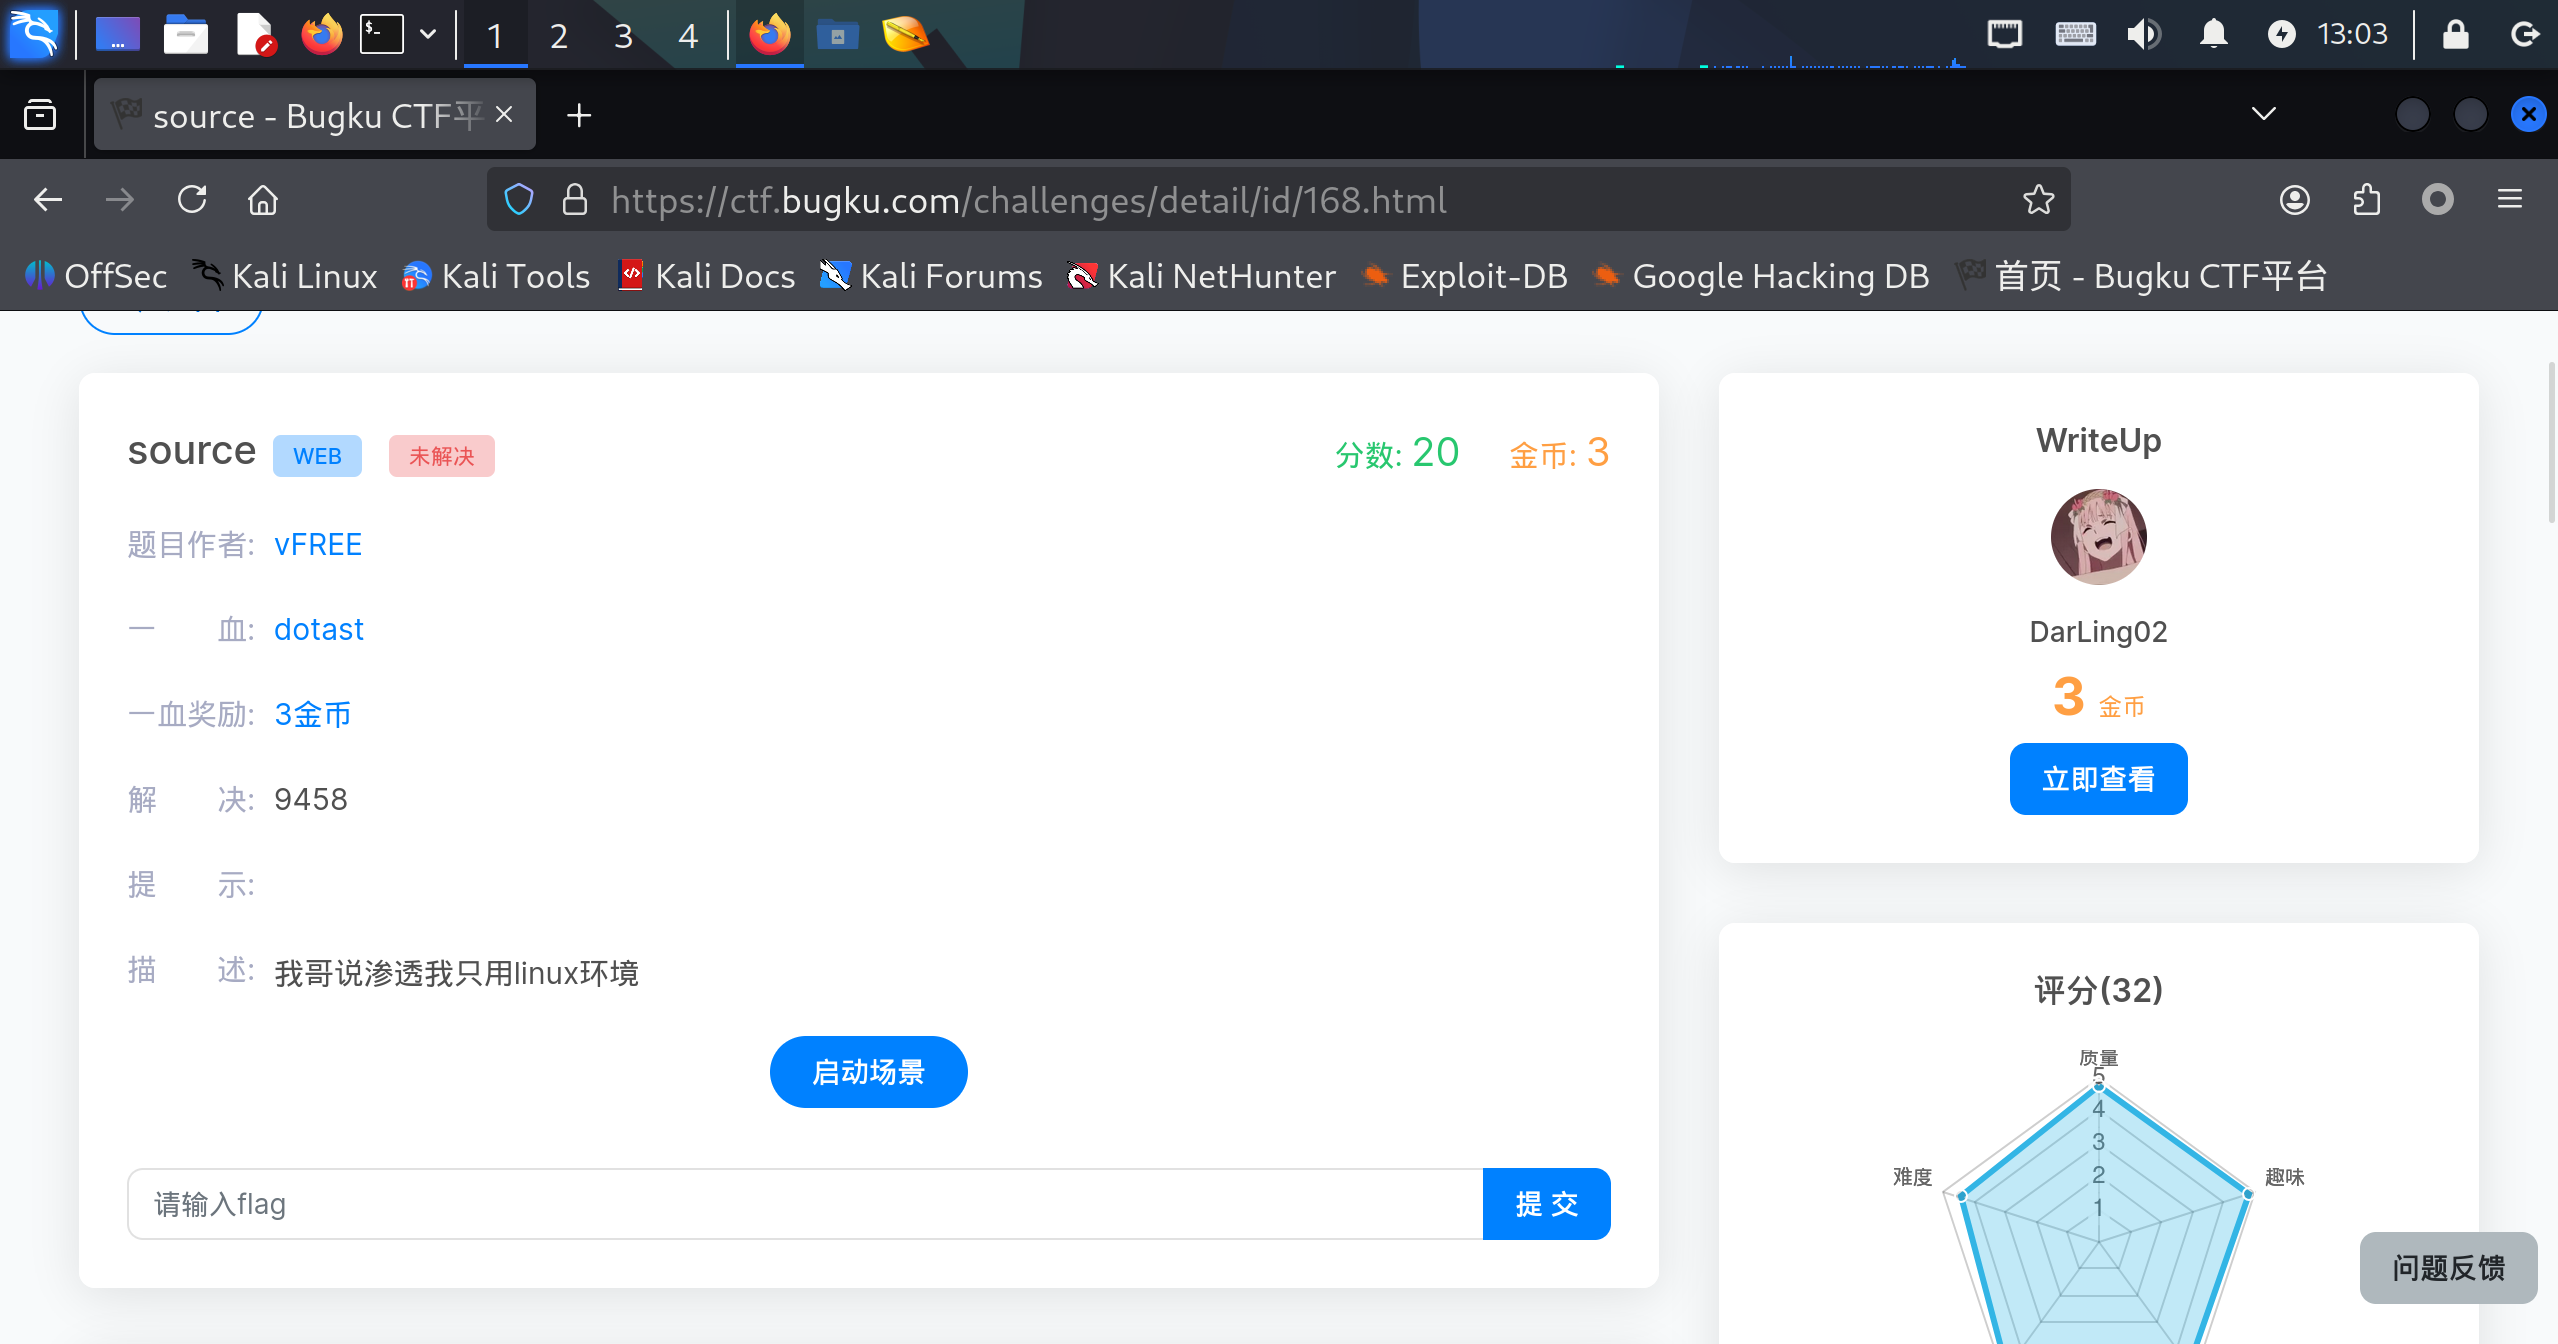 1 2 3 4 13:03
source - Bugku CTF平
https://ctf.bugku.com/challenges/detail/id/168.html
OffSec Kali Linux Kali Tools Kali Docs Kali Forums Kali NetHunter Exploit-DB Google Hacking DB 首页 - Bugku CTF平台
source WEB 未解决 分数: 20 金币: 3
题目作者: vFREE
一 血: dotast
一血奖励: 3金币
解 决: 9458
提 示:
描 述: 我哥说渗透我只用linux环境
启动场景
请输入flag 提 交
WriteUp
DarLing02
3 金币
立即查看
评分(32)
质量
5
4
3
2
1
难度
趣味
问题反馈